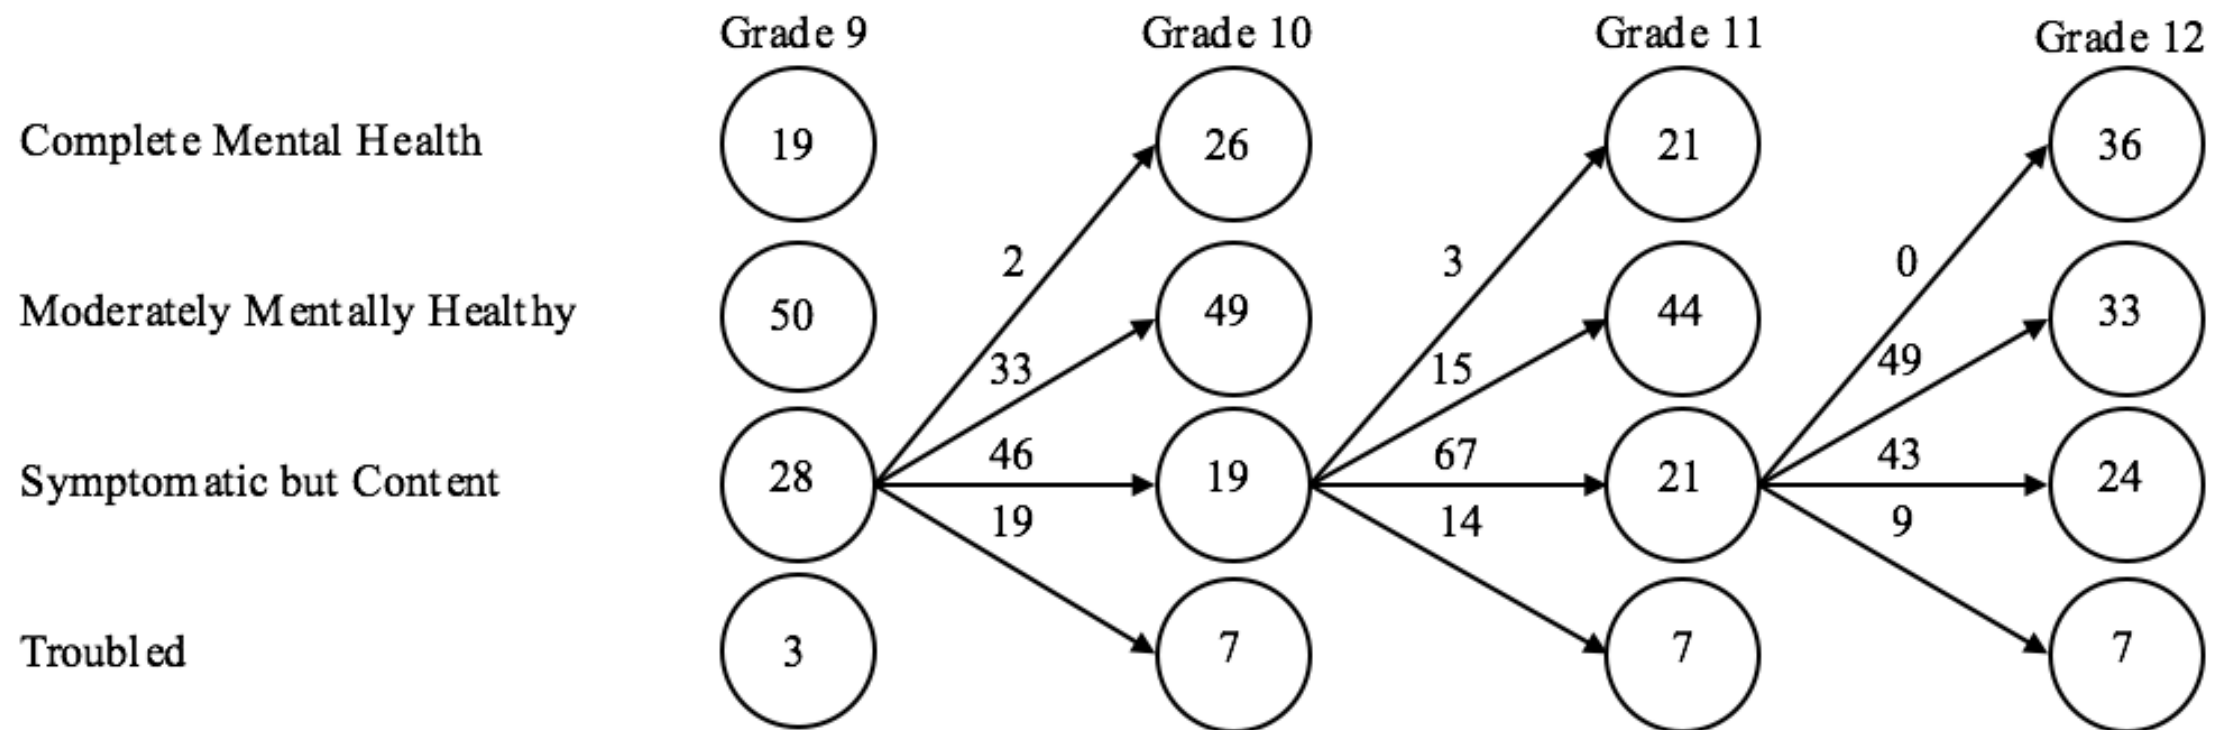 Grade 9 Grade 10 Grade 11 Grade 12
Complete Mental Health 19 26 21 36
2 3 0
Moderately Mentally Healthy 50 49 44 33
33 15 49
46 67 43
Symptomatic but Content 28 19 21 24
19 14 9
Troubled 3 7 7 7